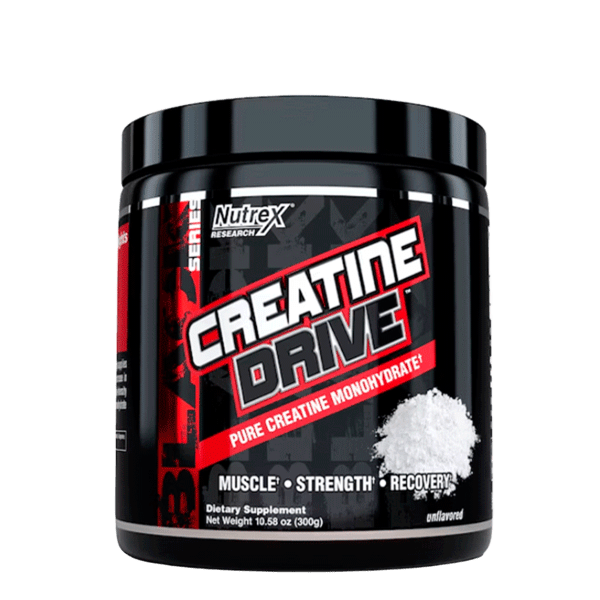 Nutrex
RESEARCH
SERIES
CREATINE
DRIVE™
PURE CREATINE MONOHYDRATE†
MUSCLE† • STRENGTH† • RECOVERY†
Dietary Supplement
Net Weight 10.58 oz (300g)
unflavored